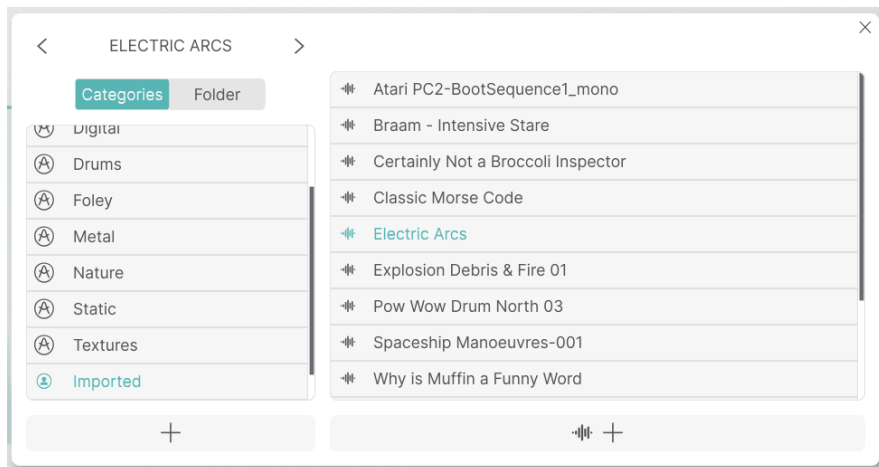 ELECTRIC ARCS
Categories
Folder
Digital
Drums
Foley
Metal
Nature
Static
Textures
Imported
Atari PC2-BootSequence1_mono
Braam - Intensive Stare
Certainly Not a Broccoli Inspector
Classic Morse Code
Electric Arcs
Explosion Debris & Fire 01
Pow Wow Drum North 03
Spaceship Manoeuvres-001
Why is Muffin a Funny Word